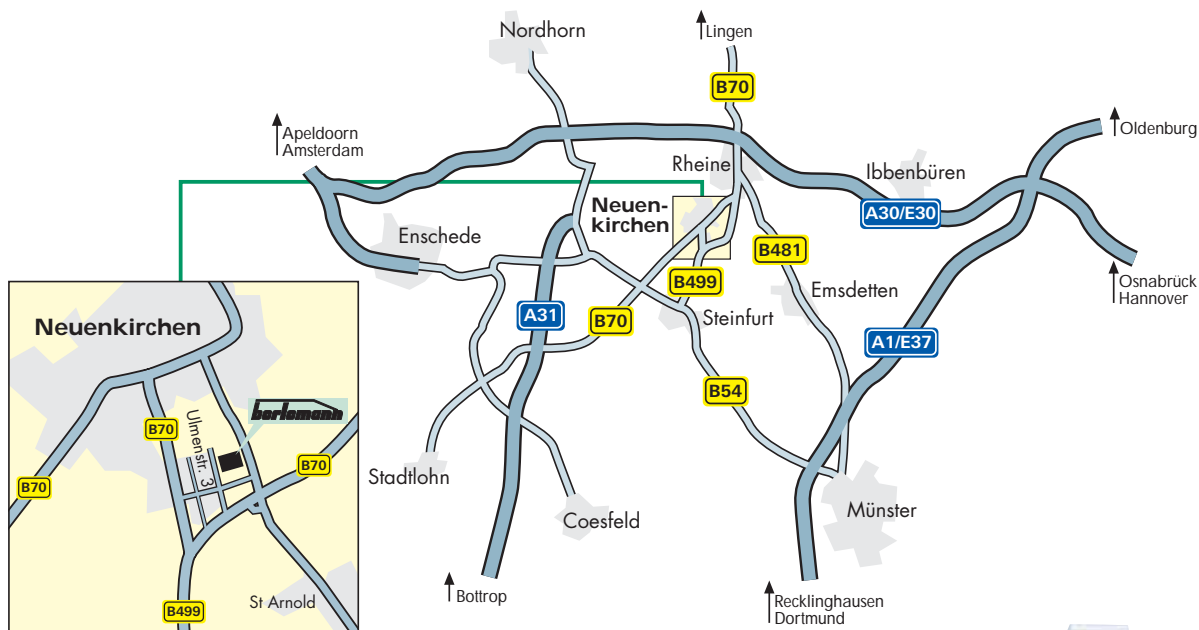 Nordhorn
Lingen
B70
Apeldoorn
Amsterdam
Oldenburg
Rheine
Ibbenbüren
Neuen-
kirchen
A30/E30
Enschede
B481
B499
Osnabrück
Hannover
Emsdetten
A31
B70
Steinfurt
A1/E37
B54
Stadtlohn
Coesfeld
Münster
Bottrop
Recklinghausen
Dortmund
Neuenkirchen
bertemann
B70
Ulmenstr. 3
B70
B70
St Arnold
B499